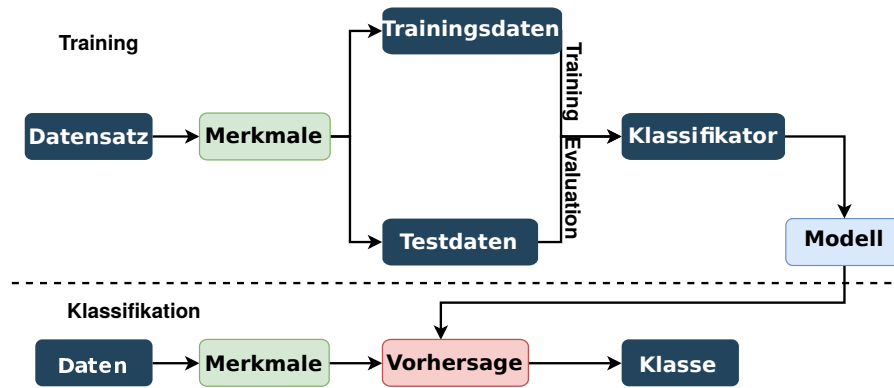 Training
Trainingsdaten
Training
Datensatz
Merkmale
Klassifikator
Evaluation
Testdaten
Modell
Klassifikation
Daten
Merkmale
Vorhersage
Klasse